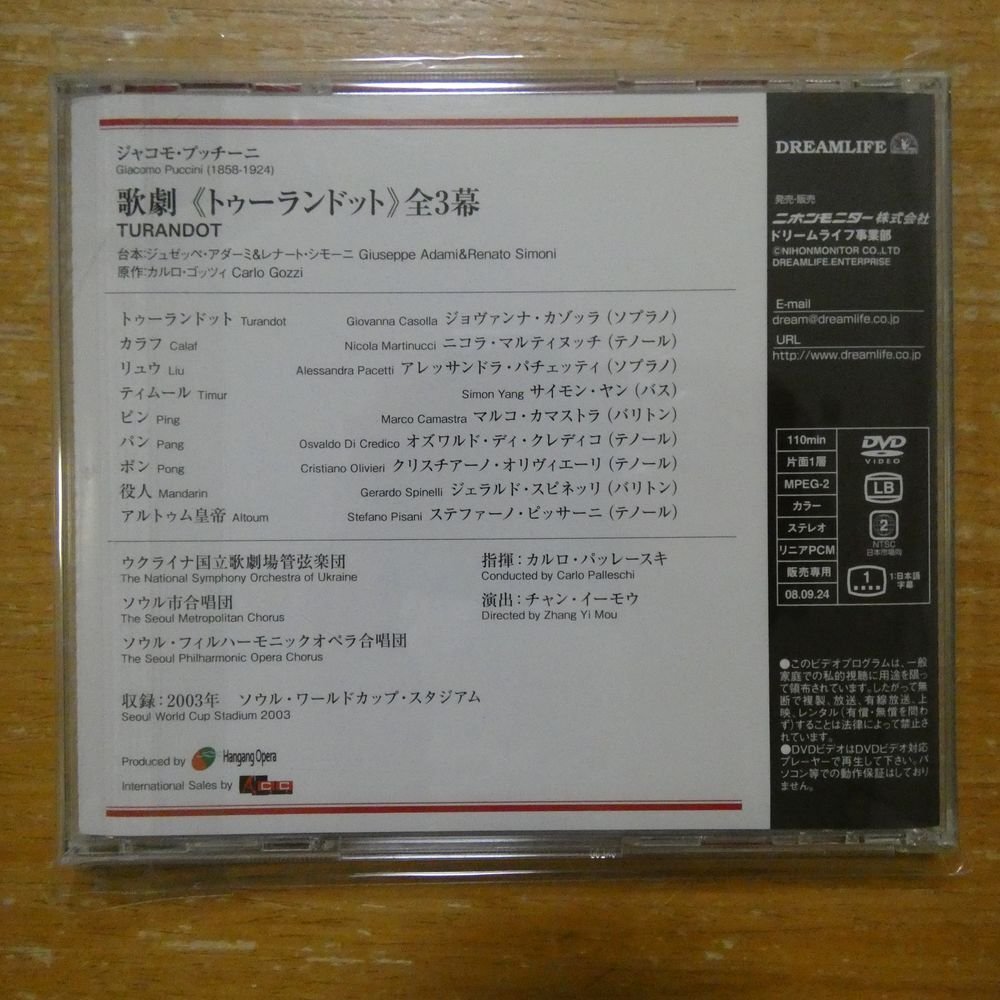 ジャコモ・プッチーニ
Giacomo Puccini (1858-1924)
歌劇《トゥーランドット》全3幕
TURANDOT
台本:ジュゼッペ・アダーミ&レナート・シモーニ Giuseppe Adami&Renato Simoni
原作:カルロ・ゴッツィ Carlo Gozzi
トゥーランドット Turandot Giovanna Casolla ジョヴァンナ・カゾッラ (ソプラノ)
カラフ Calaf Nicola Martinucci ニコラ・マルティヌッチ (テノール)
リュウ Liu Alessandra Pacetti アレッサンドラ・パチェッティ (ソプラノ)
ティムール Timur Simon Yang サイモン・ヤン (バス)
ピン Ping Marco Camastra マルコ・カマストラ (バリトン)
パン Pang Osvaldo Di Credico オズワルド・ディ・クレディコ (テノール)
ポン Pong Cristiano Olivieri クリスチアーノ・オリヴィエーリ (テノール)
役人 Mandarin Gerardo Spinelli ジェラルド・スピネッリ (バリトン)
アルトゥム皇帝 Altoum Stefano Pisani ステファーノ・ピッサーニ (テノール)
ウクライナ国立歌劇場管弦楽団
The National Symphony Orchestra of Ukraine
ソウル市合唱団
The Seoul Metropolitan Chorus
ソウル・フィルハーモニックオペラ合唱団
The Seoul Philharmonic Opera Chorus
指揮:カルロ・パッレースキ
Conducted by Carlo Palleschi
演出:チャン・イーモウ
Directed by Zhang Yi Mou
収録:2003年 ソウル・ワールドカップ・スタジアム
Seoul World Cup Stadium 2003
Produced by Hangang Opera
International Sales by ACCC
DREAMLIFE
発売・販売
ニホンモニター株式会社
ドリームライフ事業部
©NIHONMONITOR CO.,LTD
DREAMLIFE.ENTERPRISE
E-mail
dream@dreamlife.co.jp
URL
http://www.dreamlife.co.jp
110min
片面1層
MPEG-2
カラー
ステレオ
リニアPCM
販売専用
08.09.24
DVD
VIDEO
LB
2
NTSC
日本市場向
1
1:日本語
字幕
●このビデオプログラムは、一般
家庭での私的視聴に用途を限っ
て領布されています。したがって無
断で複製、放送、有線放送、上
映、レンタル(有償・無償を問わ
ず)することは法律によって禁止さ
れています。
●DVDビデオはDVDビデオ対応
プレーヤーで再生して下さい。パ
ソコン等での動作保証はしており
ません。